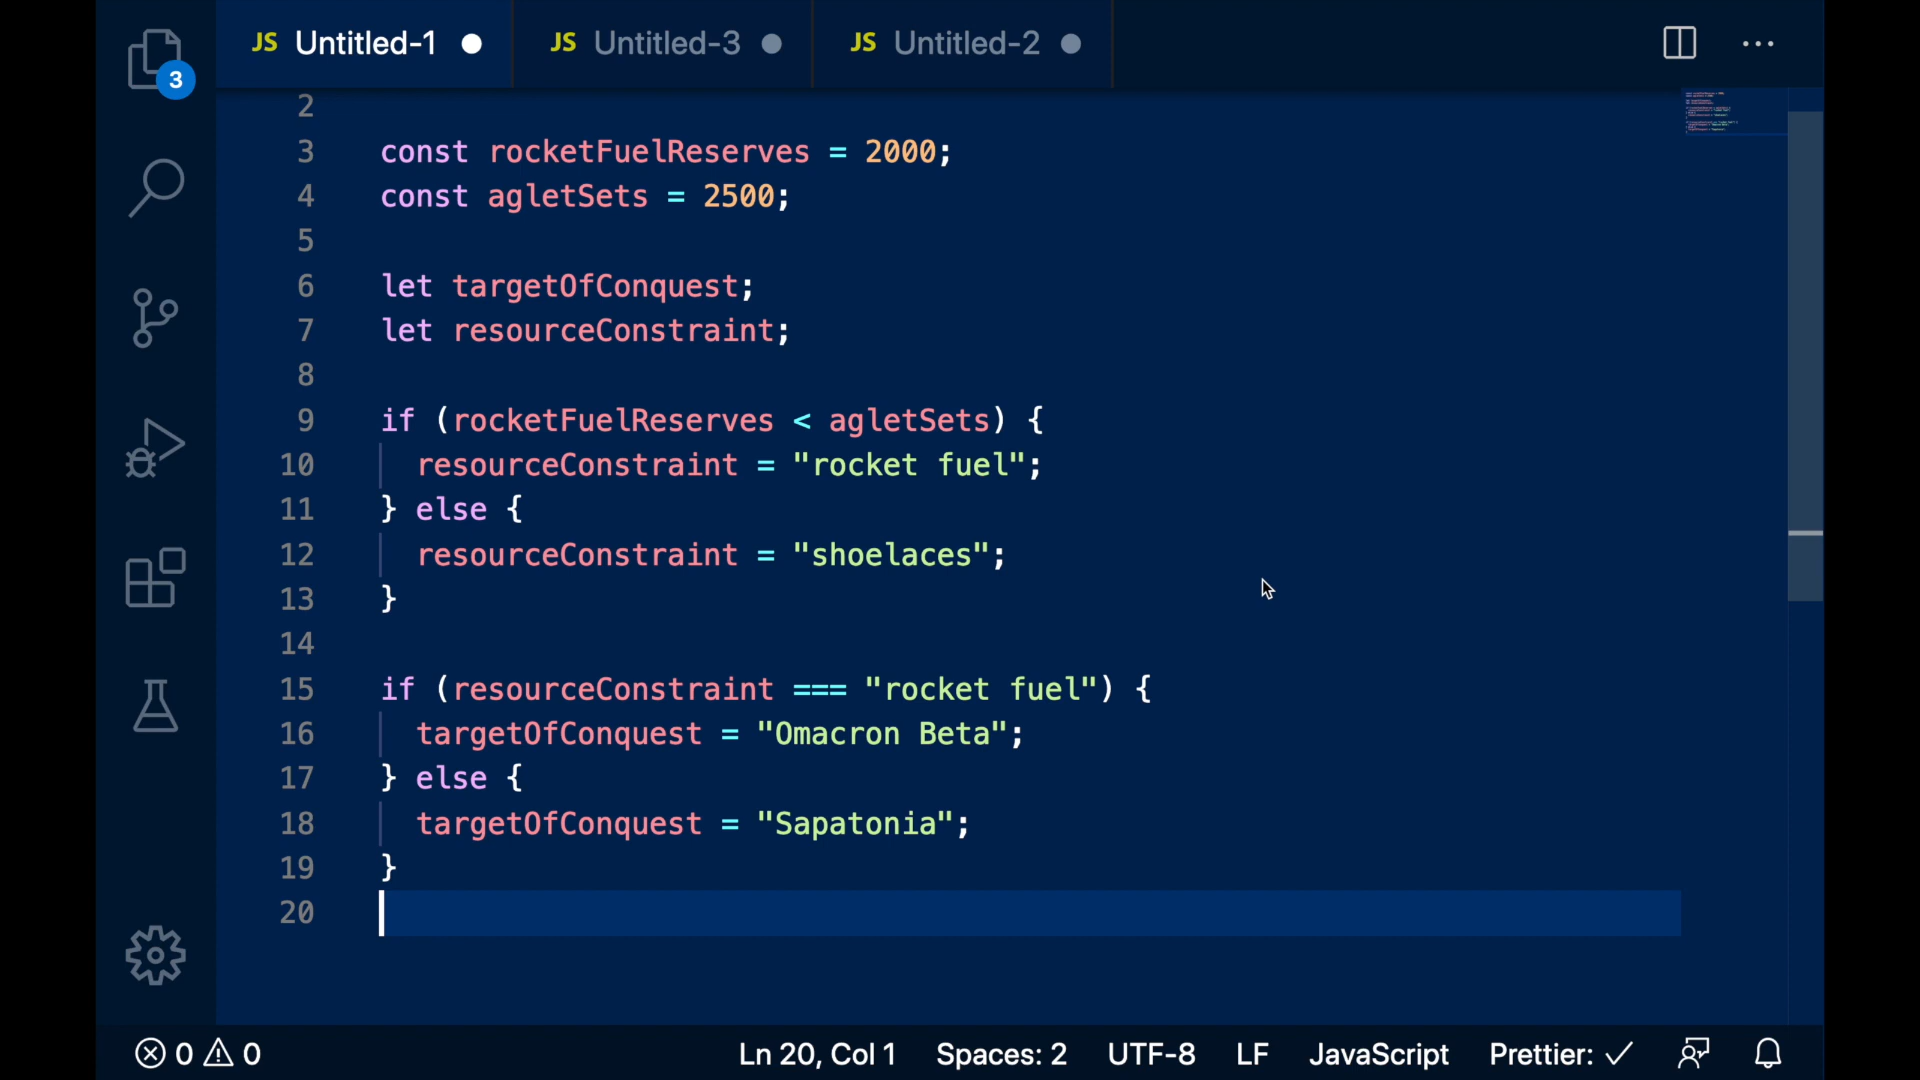 JS Untitled-1 JS Untitled-3 JS Untitled-2
3
2
3 const rocketFuelReserves = 2000;
4 const agletSets = 2500;
5
6 let targetOfConquest;
7 let resourceConstraint;
8
9 if (rocketFuelReserves < agletSets) {
10 resourceConstraint = "rocket fuel";
11 } else {
12 resourceConstraint = "shoelaces";
13 }
14
15 if (resourceConstraint === "rocket fuel") {
16 targetOfConquest = "Omacron Beta";
17 } else {
18 targetOfConquest = "Sapatonia";
19 }
20
0 0 Ln 20, Col 1 Spaces: 2 UTF-8 LF JavaScript Prettier: ✓